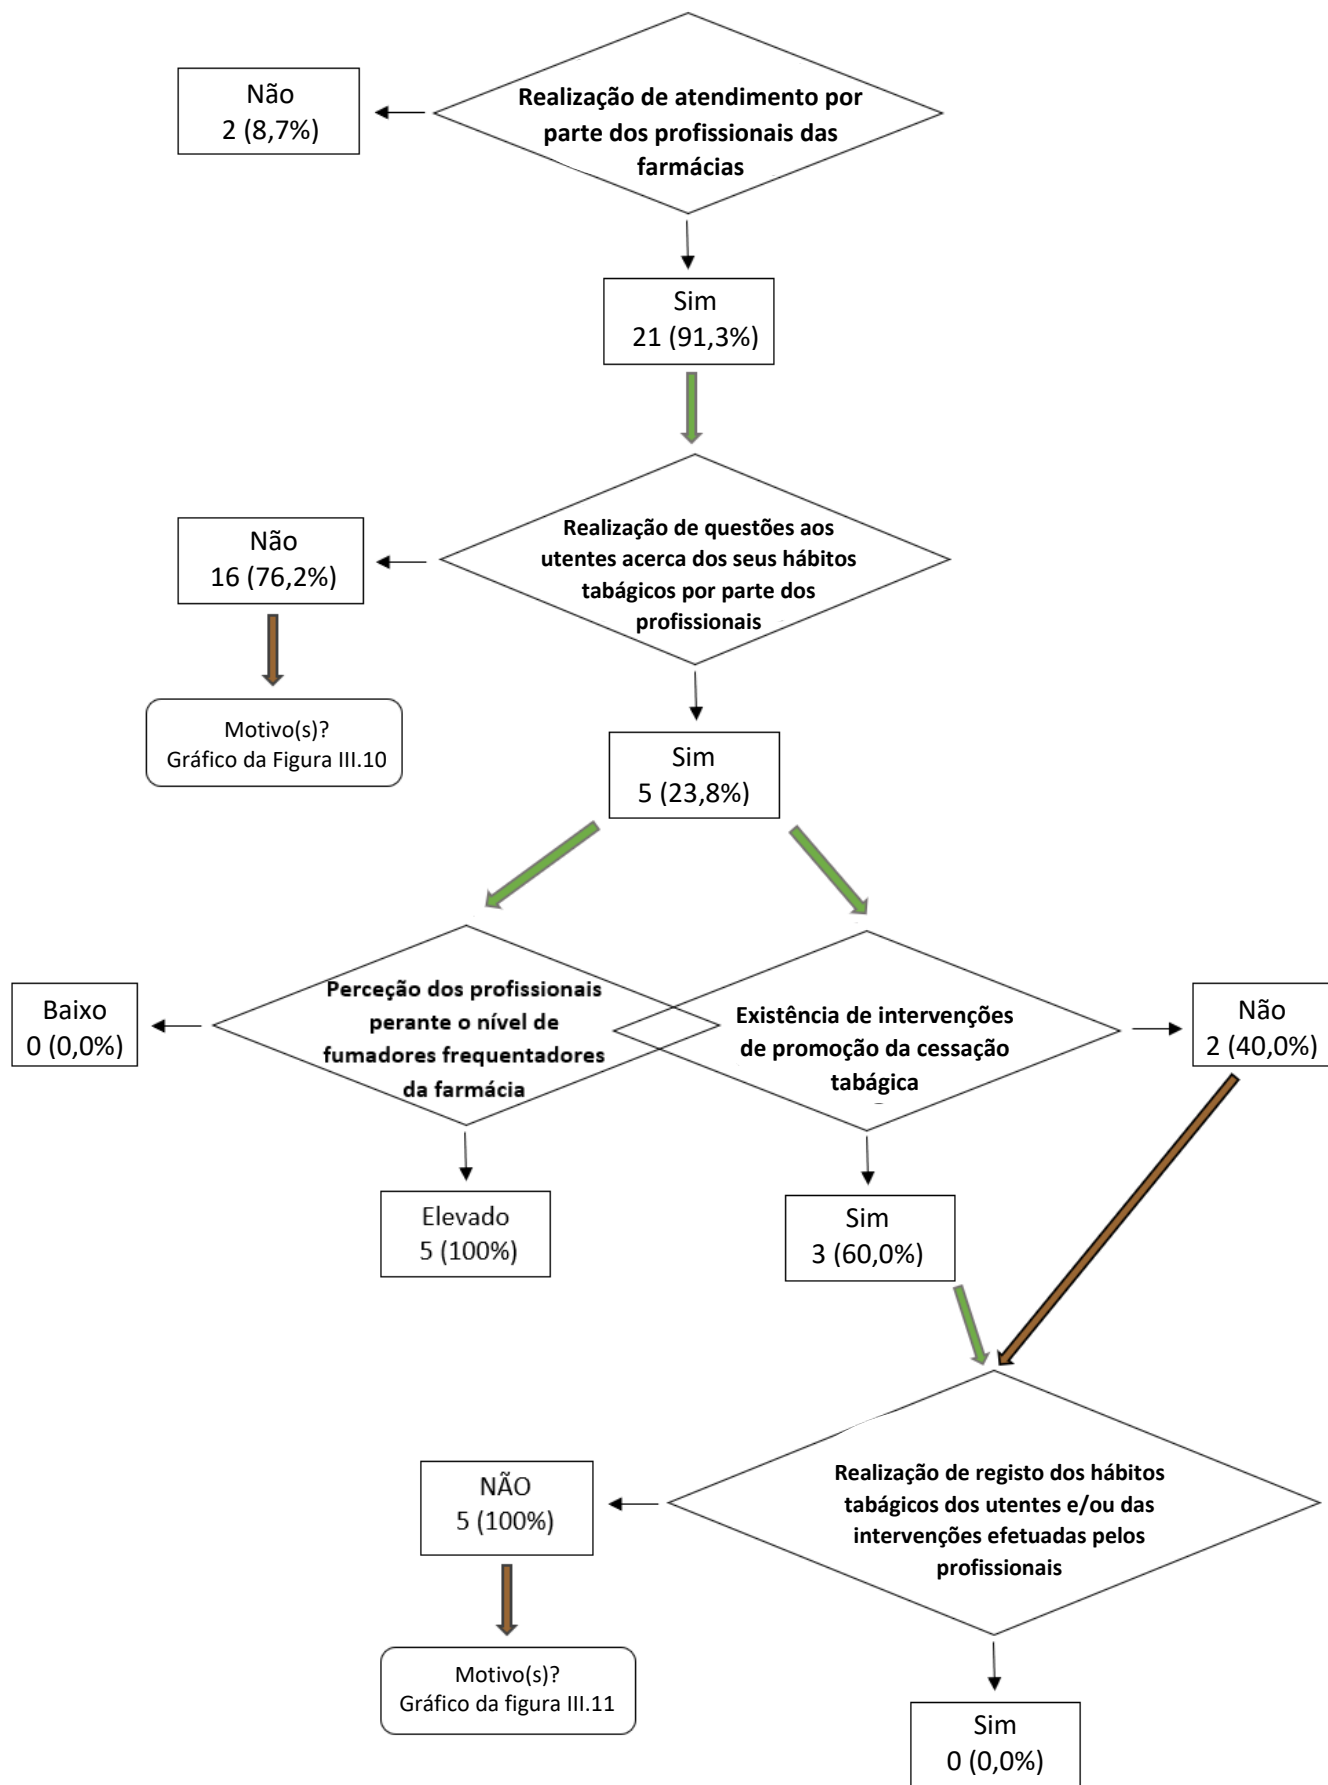 Realização de atendimento por
parte dos profissionais das
farmácias
Não
2 (8,7%)
Sim
21 (91,3%)
Realização de questões aos
utentes acerca dos seus hábitos
tabágicos por parte dos
profissionais
Não
16 (76,2%)
Motivo(s)?
Gráfico da Figura III.10
Sim
5 (23,8%)
Perceção dos profissionais
perante o nível de
fumadores frequentadores
da farmácia
Baixo
0 (0,0%)
Elevado
5 (100%)
Existência de intervenções
de promoção da cessação
tabágica
Não
2 (40,0%)
Sim
3 (60,0%)
Realização de registo dos hábitos
tabágicos dos utentes e/ou das
intervenções efetuadas pelos
profissionais
NÃO
5 (100%)
Motivo(s)?
Gráfico da figura III.11
Sim
0 (0,0%)